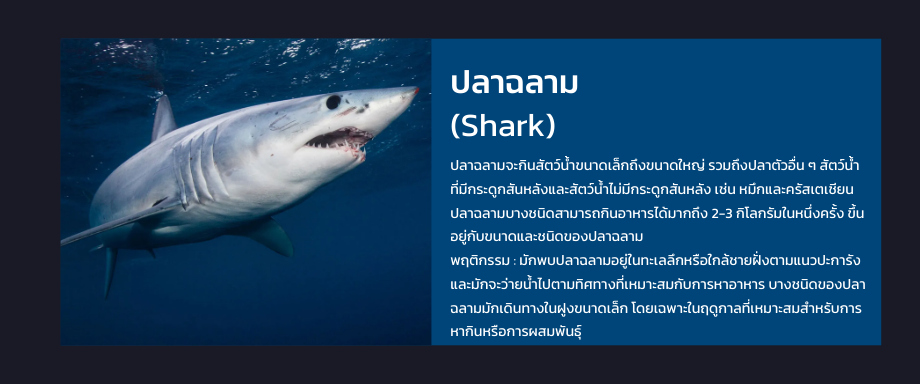 ปลาฉลาม
(Shark)
ปลาฉลามจะกินสัตว์น้ำขนาดเล็กถึงขนาดใหญ่ รวมถึงปลาตัวอื่น ๆ สัตว์น้ำ
ที่มีกระดูกสันหลังและสัตว์น้ำไม่มีกระดูกสันหลัง เช่น หมึกและครัสเตเชียน
ปลาฉลามบางชนิดสามารถกินอาหารได้มากถึง 2-3 กิโลกรัมในหนึ่งครั้ง ขึ้น
อยู่กับขนาดและชนิดของปลาฉลาม
พฤติกรรม : มักพบปลาฉลามอยู่ในทะเลลึกหรือใกล้ชายฝั่งตามแนวปะการัง
และมักจะว่ายน้ำไปตามทิศทางที่เหมาะสมกับการหาอาหาร บางชนิดของปลา
ฉลามมักเดินทางในฝูงขนาดเล็ก โดยเฉพาะในฤดูกาลที่เหมาะสมสำหรับการ
หากินหรือการผสมพันธุ์